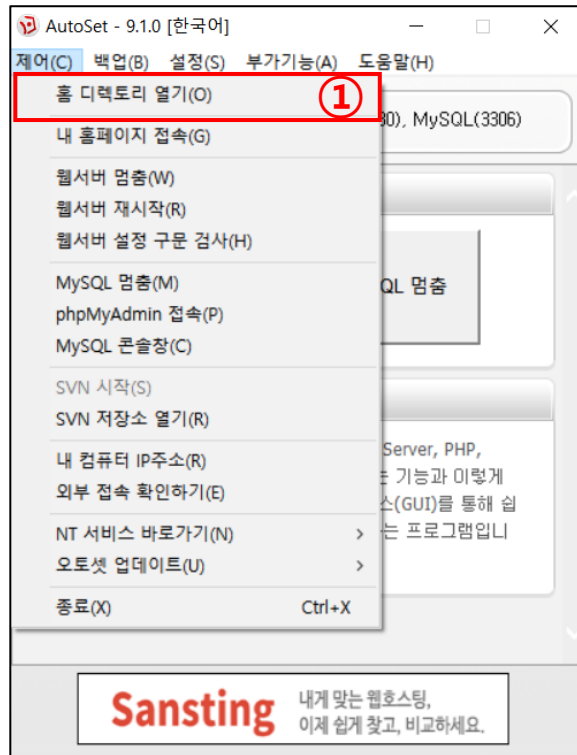 AutoSet - 9.1.0 [한국어]
제어(C) 백업(B) 설정(S) 부가기능(A) 도움말(H)
홈 디렉토리 열기(O) ①
80), MySQL(3306)
내 홈페이지 접속(G)
웹서버 멈춤(W)
웹서버 재시작(R)
웹서버 설정 구문 검사(H)
MySQL 멈춤(M)
QL 멈춤
phpMyAdmin 접속(P)
MySQL 콘솔창(C)
SVN 시작(S)
SVN 저장소 열기(R)
Server, PHP,
내 컴퓨터 IP주소(R)
기능과 이렇게
외부 접속 확인하기(E)
(GUI)를 통해 쉽
NT 서비스 바로가기(N) >
는 프로그램입니
오토셋 업데이트(U) >
종료(X) Ctrl+X
Sansting
내게 맞는 웹호스팅,
이제 쉽게 찾고, 비교하세요.